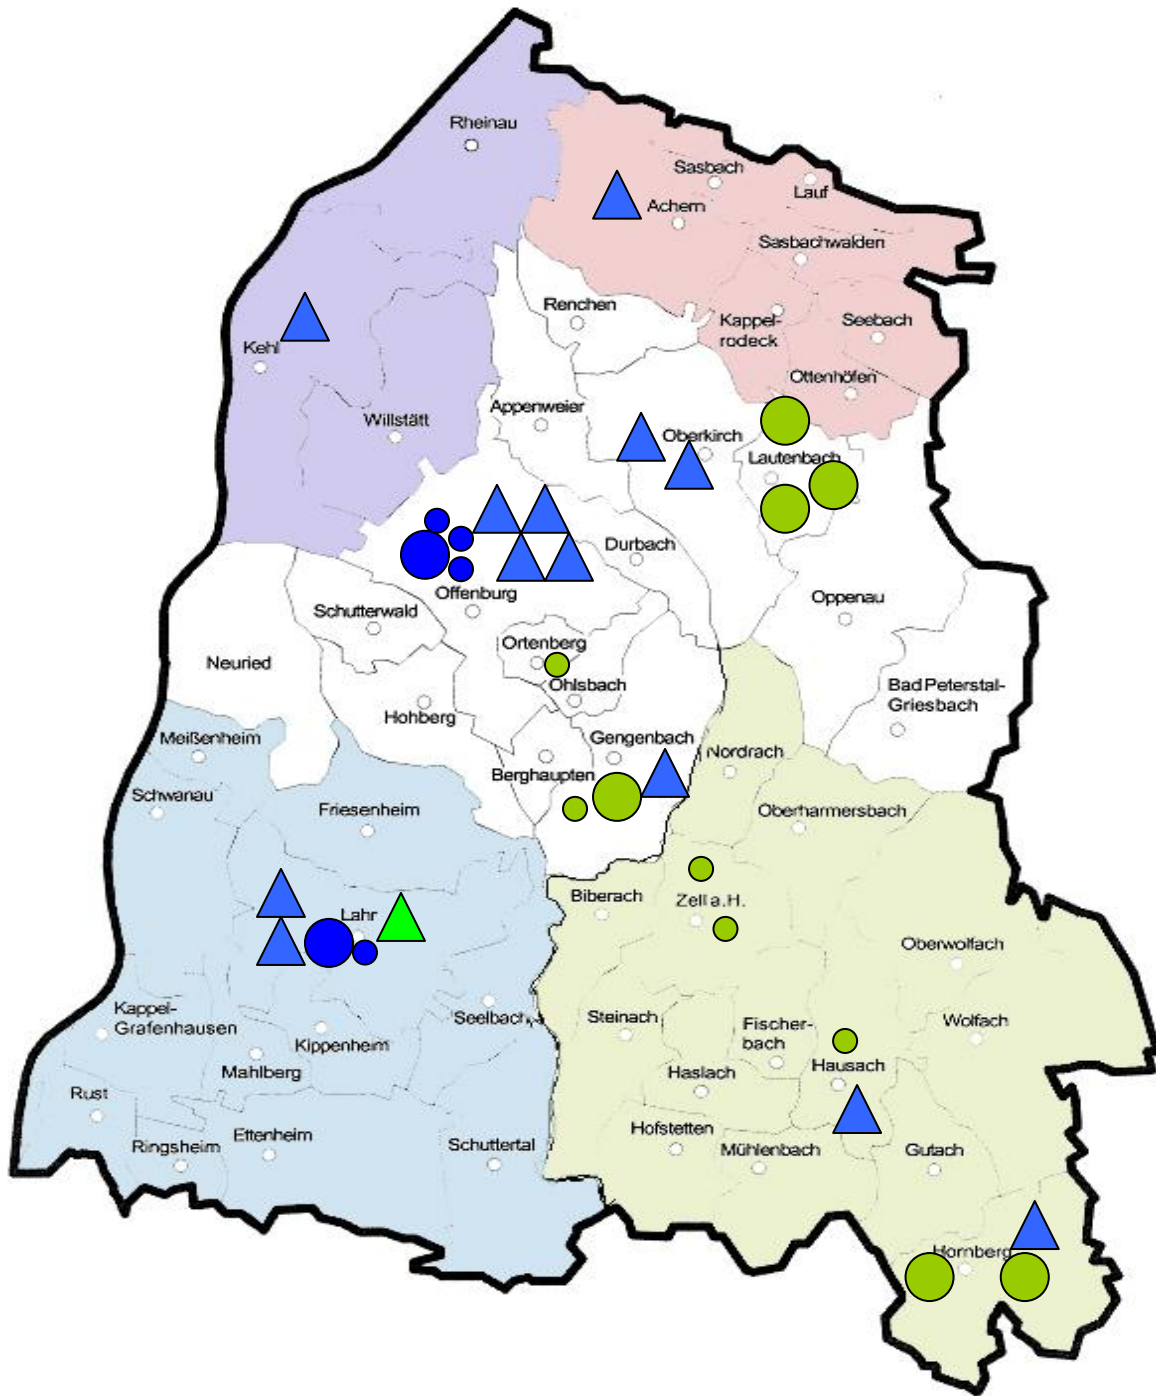 Rheinau
Sasbach
Lauf
Achern
Sasbachwalden
Renchen
Kappel-
rodeck
Seebach
Kehl
Ottenhöfen
Appenweier
Willstätt
Oberkirch
Lautenbach
Durbach
Offenburg
Oppenau
Schutterwald
Ortenberg
Neuried
Ohlsbach
Bad Peterstal-
Griesbach
Hohberg
Meißenheim
Gengenbach
Nordrach
Berghaupten
Schwanau
Friesenheim
Oberharmersbach
Biberach
Zell a.H.
Lahr
Oberwolfach
Kappel-
Grafenhausen
Seelbach
Steinach
Fischer-
bach
Wolfach
Kippenheim
Mahlberg
Haslach
Hausach
Rust
Ettenheim
Hofstetten
Ringsheim
Schuttertal
Mühlenbach
Gutach
Hornberg